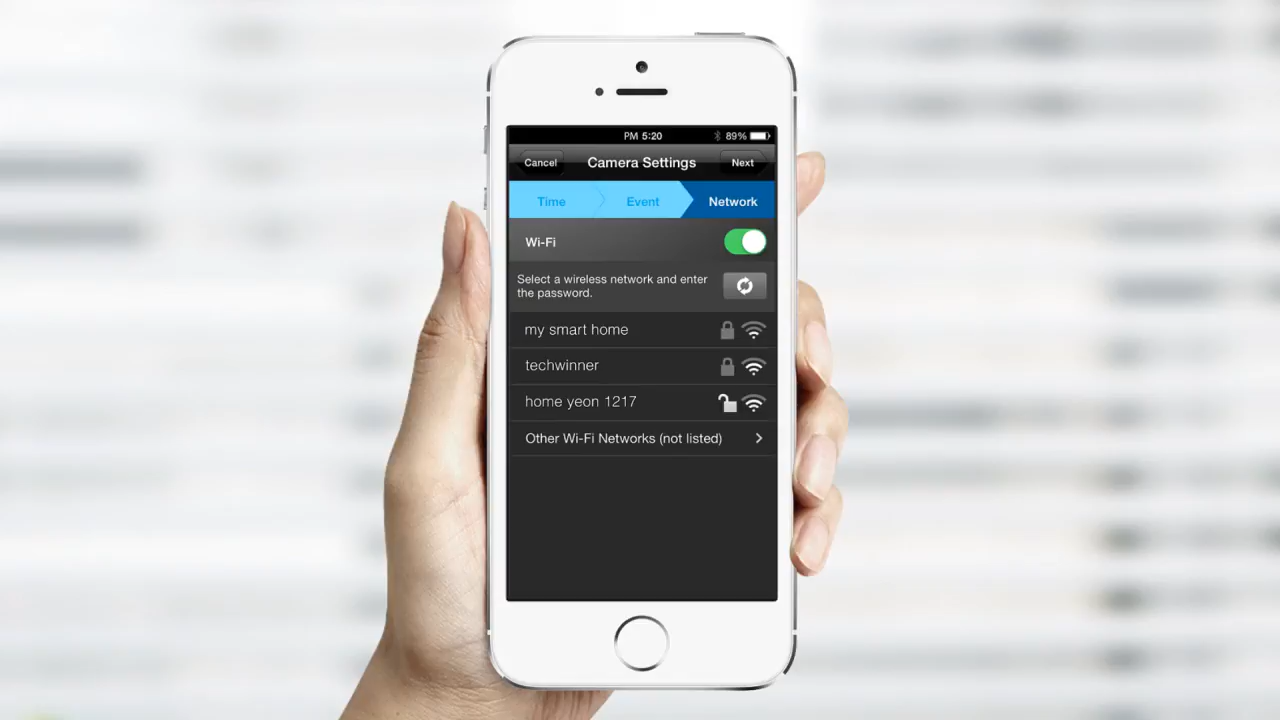 PM 5:20 89%
Cancel Camera Settings Next
Time Event Network
Wi-Fi
Select a wireless network and enter
the password.
my smart home
techwinner
home yeon 1217
Other Wi-Fi Networks (not listed)